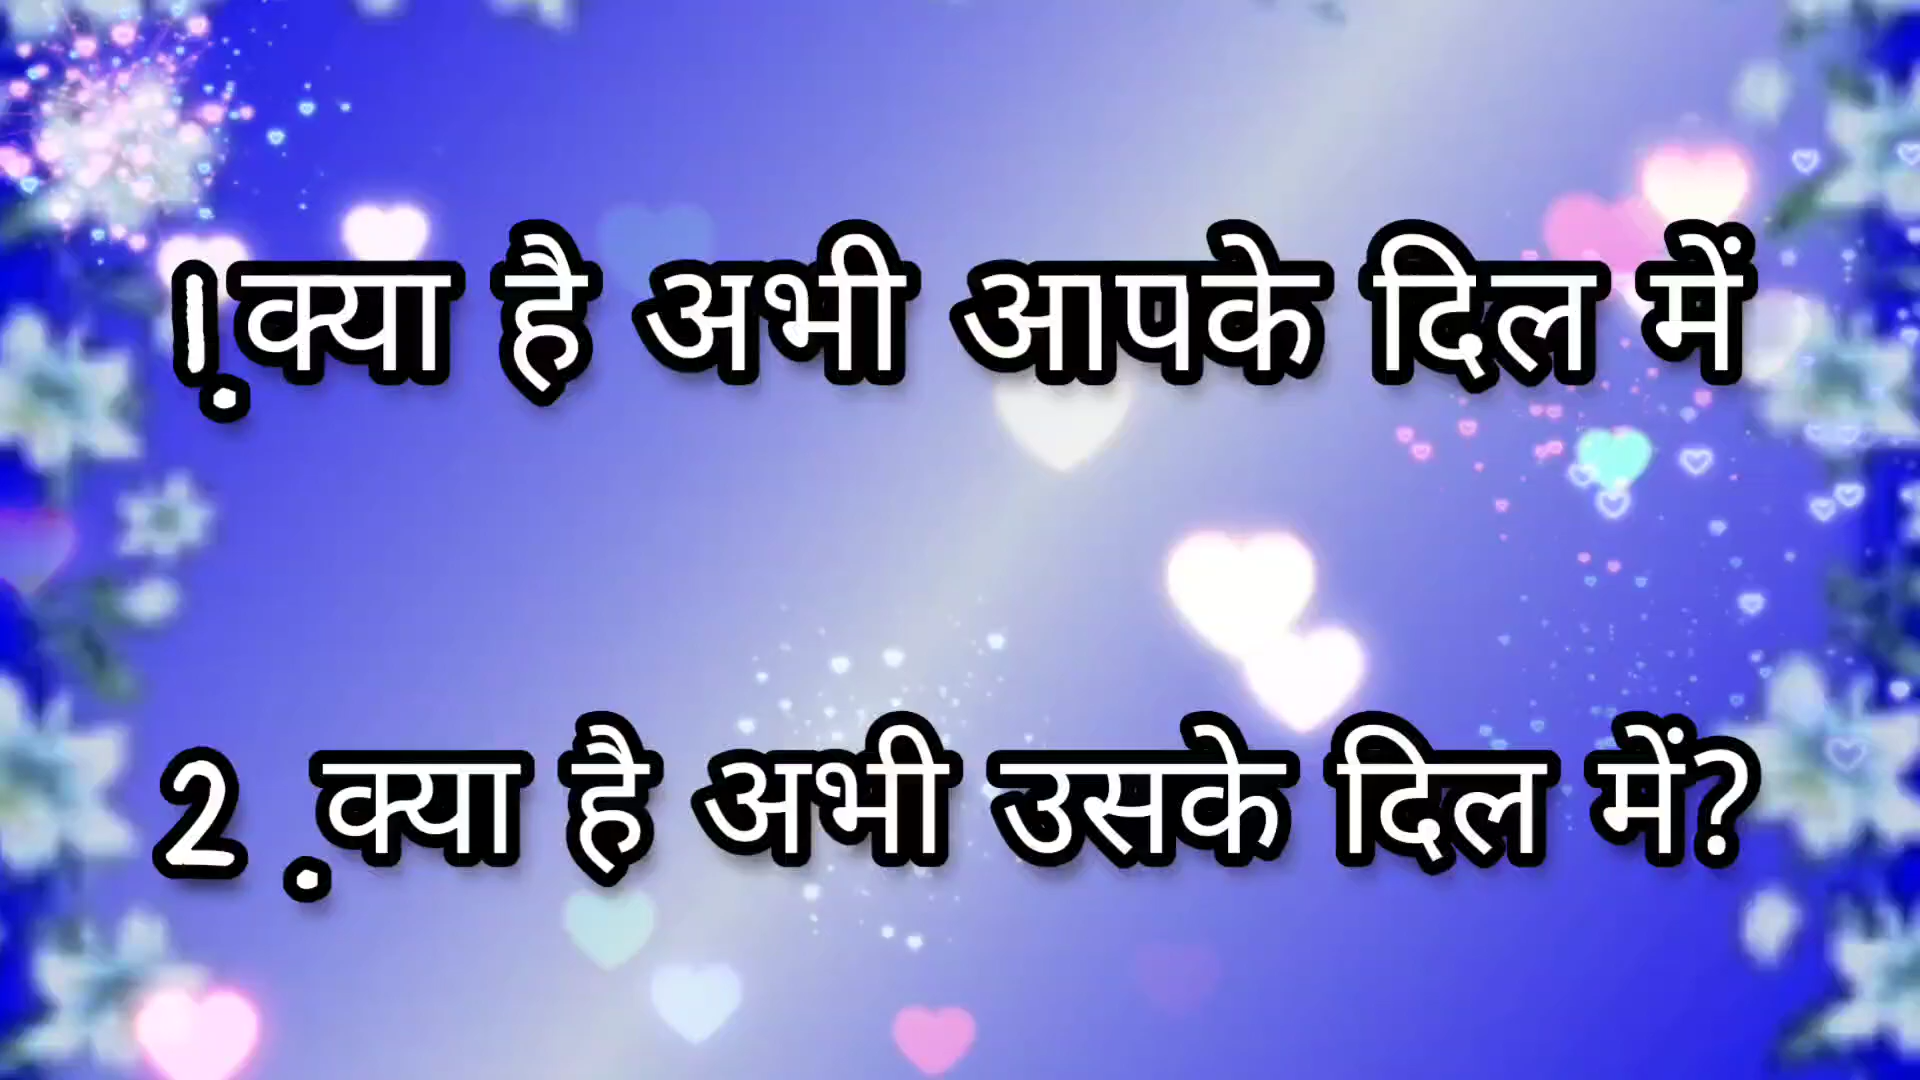 1.क्या है अभी आपके दिल में
2 .क्या है अभी उसके दिल में?